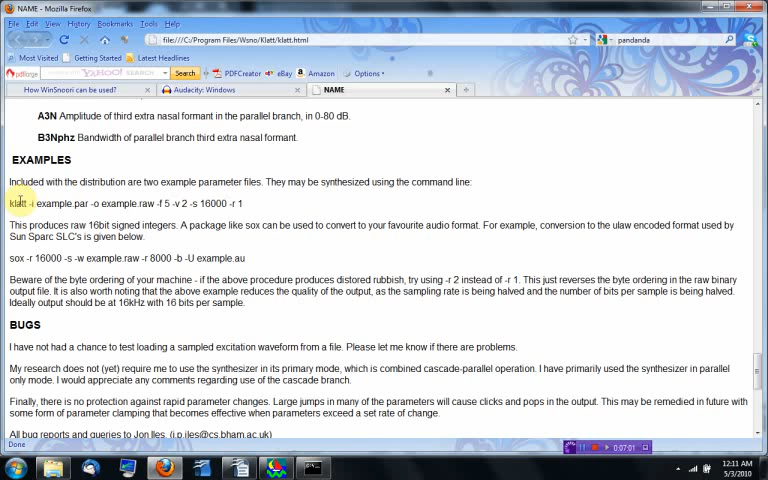 NAME - Mozilla Firefox
File Edit View History Bookmarks Tools Help
file:///C:/Program Files/Wsno/Klatt/klatt.html
pandanda
Most Visited Getting Started Latest Headlines
pdfforge YAHOO! SEARCH Search PDFCreator eBay Amazon Options
How WinSnoori can be used? Audacity: Windows NAME
A3N Amplitude of third extra nasal formant in the parallel branch, in 0-80 dB.
B3Nphz Bandwidth of parallel branch third extra nasal formant.
EXAMPLES
Included with the distribution are two example parameter files. They may be synthesized using the command line:
klatt -i example.par -o example.raw -f 5 -v 2 -s 16000 -r 1
This produces raw 16bit signed integers. A package like sox can be used to convert to your favourite audio format. For example, conversion to the ulaw encoded format used by
Sun Sparc SLC's is given below.
sox -r 16000 -s -w example.raw -r 8000 -b -U example.au
Beware of the byte ordering of your machine - if the above procedure produces distored rubbish, try using -r 2 instead of -r 1. This just reverses the byte ordering in the raw binary
output file. It is also worth noting that the above example reduces the quality of the output, as the sampling rate is being halved and the number of bits per sample is being halved.
Ideally output should be at 16kHz with 16 bits per sample.
BUGS
I have not had a chance to test loading a sampled excitation waveform from a file. Please let me know if there are problems.
My research does not (yet) require me to use the synthesizer in its primary mode, which is combined cascade-parallel operation. I have primarily used the synthesizer in parallel
only mode. I would appreciate any comments regarding use of the cascade branch.
Finally, there is no protection against rapid parameter changes. Large jumps in many of the parameters will cause clicks and pops in the output. This may be remedied in future with
some form of parameter clamping that becomes effective when parameters exceed a set rate of change.
All bug reports and queries to Jon Iles. (j.p.iles@cs.bham.ac.uk)
Done
0:07:01
12:11 AM
5/3/2010